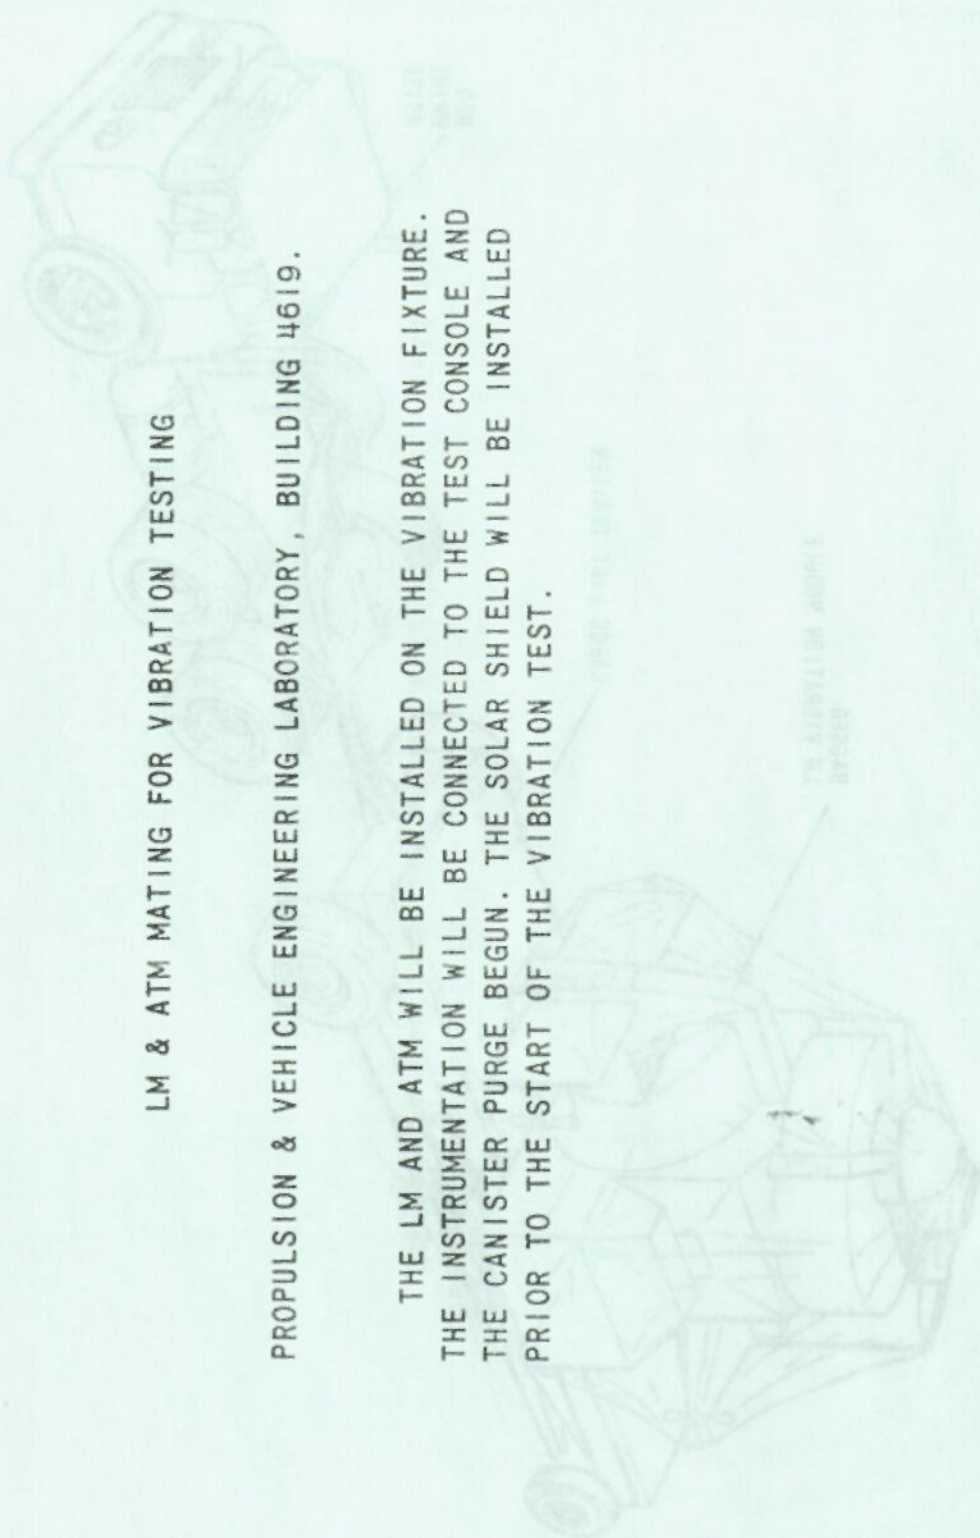 LM & ATM MATING FOR VIBRATION TESTING
PROPULSION & VEHICLE ENGINEERING LABORATORY, BUILDING 4619.
THE LM AND ATM WILL BE INSTALLED ON THE VIBRATION FIXTURE.
THE INSTRUMENTATION WILL BE CONNECTED TO THE TEST CONSOLE AND
THE CANISTER PURGE BEGUN. THE SOLAR SHIELD WILL BE INSTALLED
PRIOR TO THE START OF THE VIBRATION TEST.